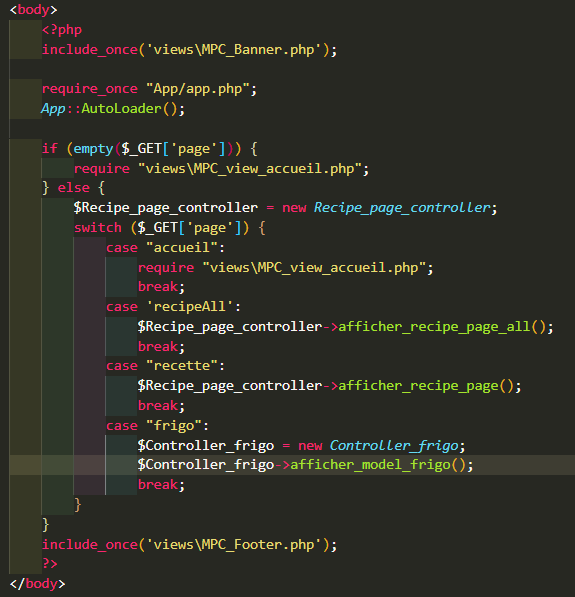 <body>
<?php
include_once('views\MPC_Banner.php');
require_once "App/app.php";
App::AutoLoader();
if (empty($_GET['page'])) {
require "views\MPC_view_accueil.php";
} else {
$Recipe_page_controller = new Recipe_page_controller;
switch ($_GET['page']) {
case "accueil":
require "views\MPC_view_accueil.php";
break;
case 'recipeAll':
$Recipe_page_controller->afficher_recipe_page_all();
break;
case "recette":
$Recipe_page_controller->afficher_recipe_page();
break;
case "frigo":
$Controller_frigo = new Controller_frigo;
$Controller_frigo->afficher_model_frigo();
break;
}
}
include_once('views\MPC_Footer.php');
?>
</body>